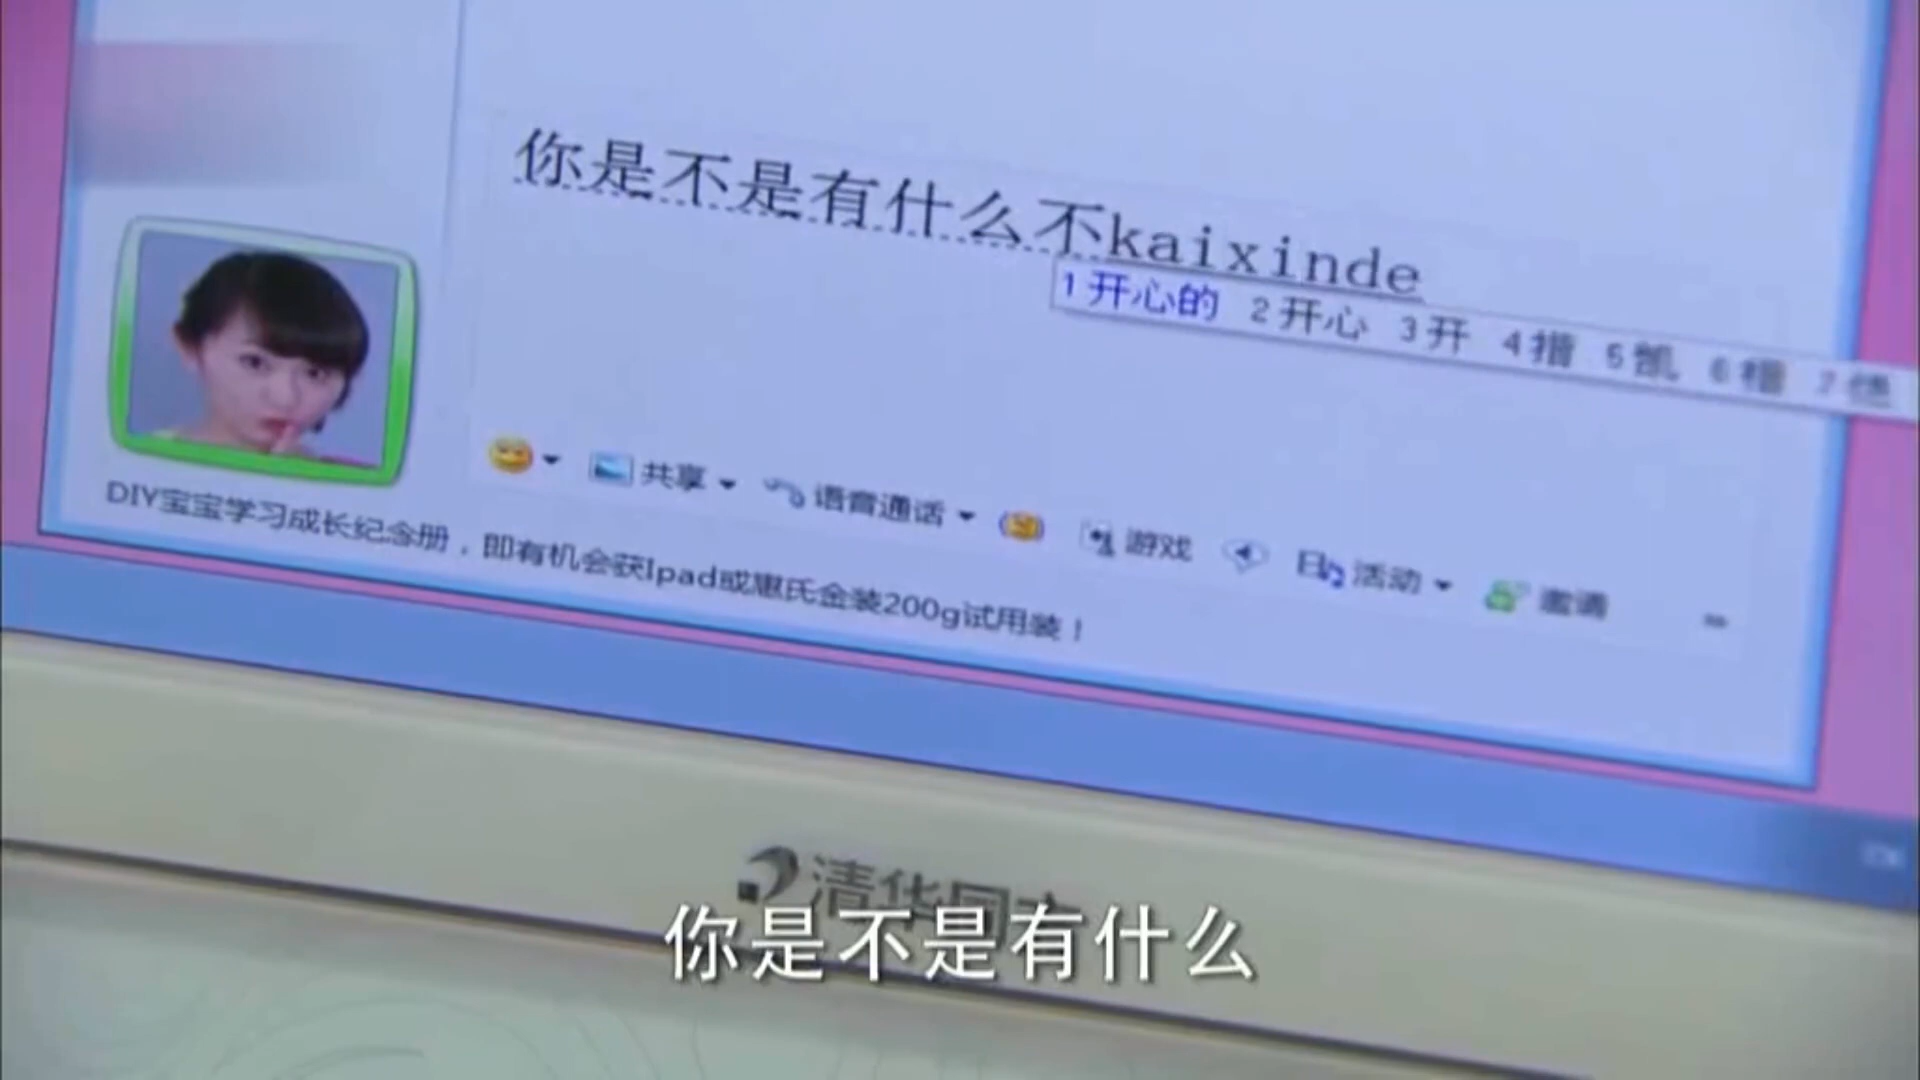 你是不是有什么不kaixinde
1开心的 2开心 3开 4揩 5凯 6楷 7
共享 语音通话 游戏 活动 邀请
DIY宝宝学习成长纪念册，即有机会获Ipad或惠氏金装200g试用装！
清华同方
你是不是有什么